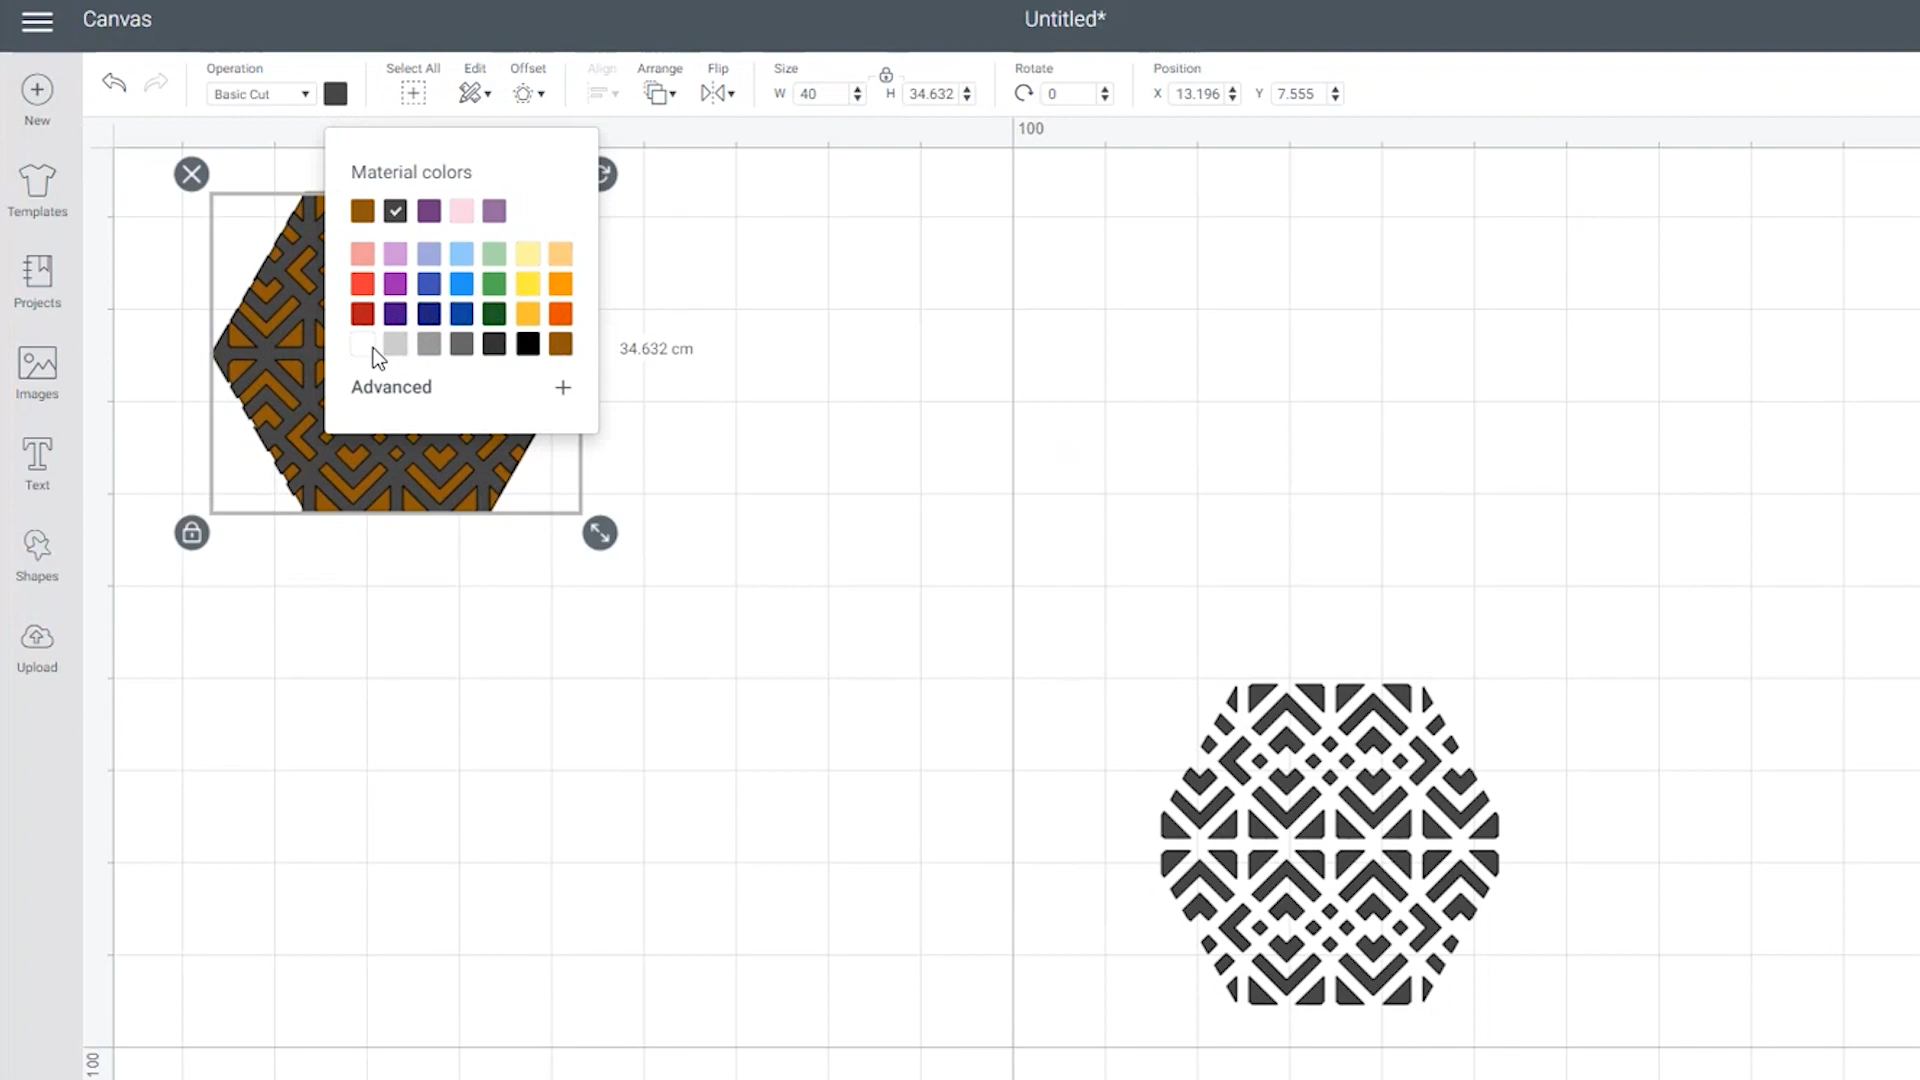 Canvas
Untitled*
Operation
Select All
Edit
Offset
Align
Arrange
Flip
Size
Rotate
Position
Basic Cut
W 40
H 34.632
0
X 13.196
Y 7.555
New
Templates
Projects
Images
Text
Shapes
Upload
100
Material colors
Advanced
34.632 cm
100